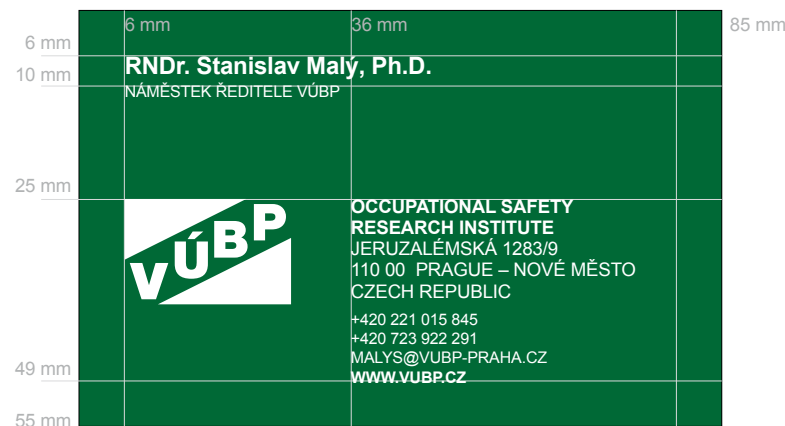 6 mm 36 mm 85 mm
6 mm
RNDr. Stanislav Malý, Ph.D.
10 mm
NÁMĚSTEK ŘEDITELE VÚBP
25 mm
VÚBP
OCCUPATIONAL SAFETY
RESEARCH INSTITUTE
JERUZALÉMSKÁ 1283/9
110 00  PRAGUE – NOVÉ MĚSTO
CZECH REPUBLIC
+420 221 015 845
+420 723 922 291
MALYS@VUBP-PRAHA.CZ
49 mm
WWW.VUBP.CZ
55 mm